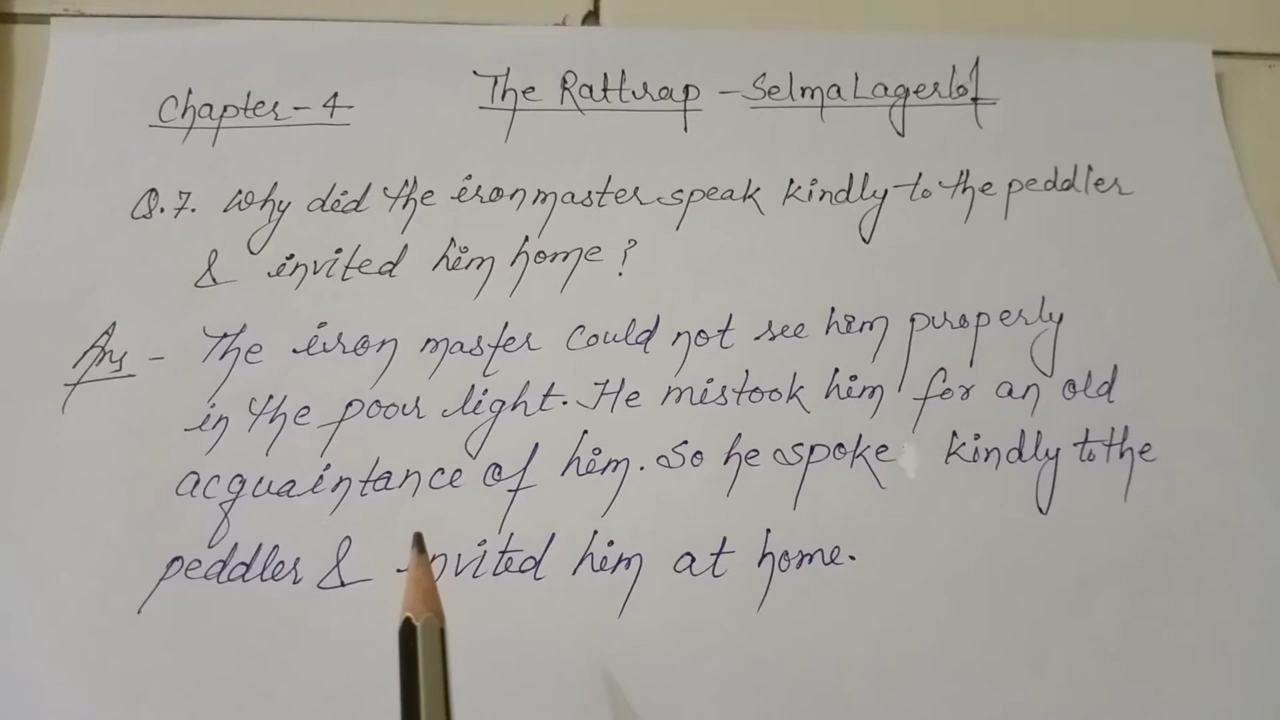 Chapter-4 The Rattrap - Selma Lagerlof
Q.7. Why did the ironmaster speak kindly to the peddler
& invited him home?
Ans - The iron master could not see him properly
in the poor light. He mistook him for an old
acquaintance of him. So he spoke kindly to the
peddler & invited him at home.